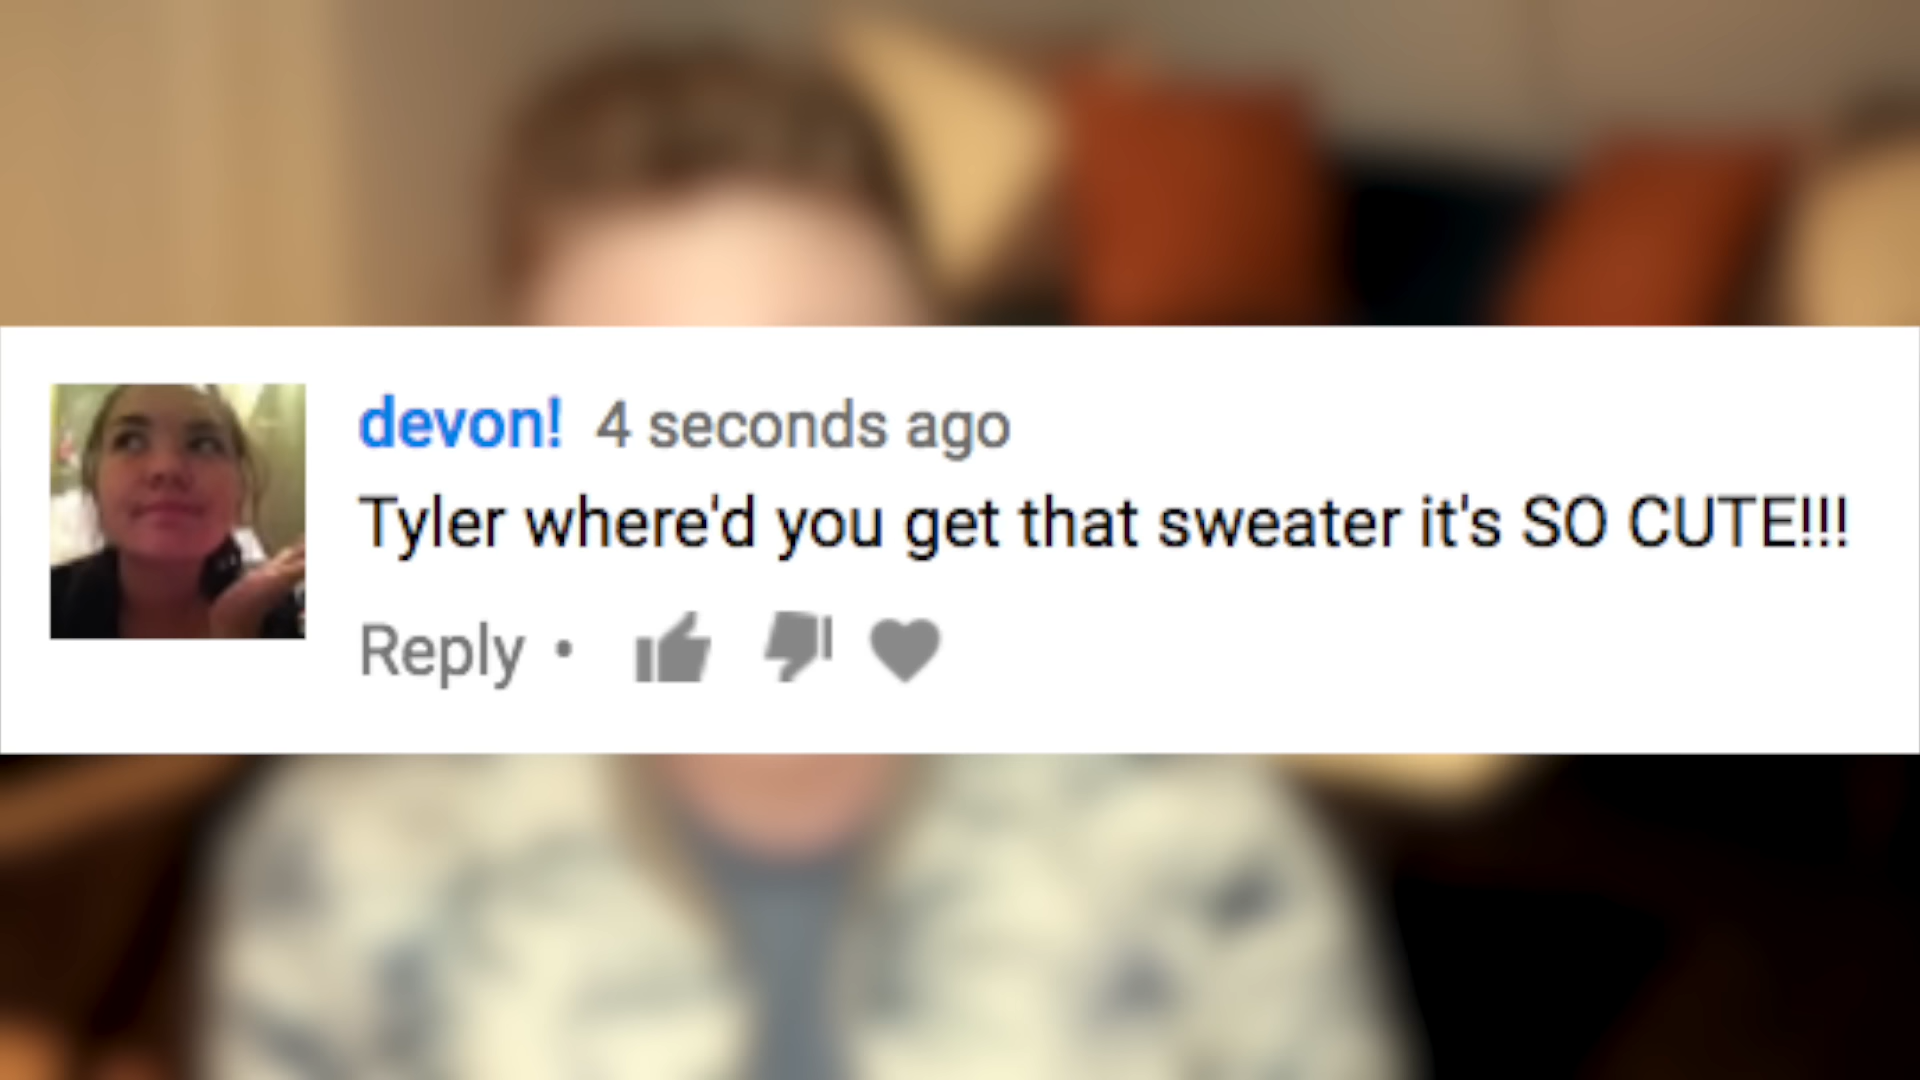 devon! 4 seconds ago
Tyler where'd you get that sweater it's SO CUTE!!!
Reply •